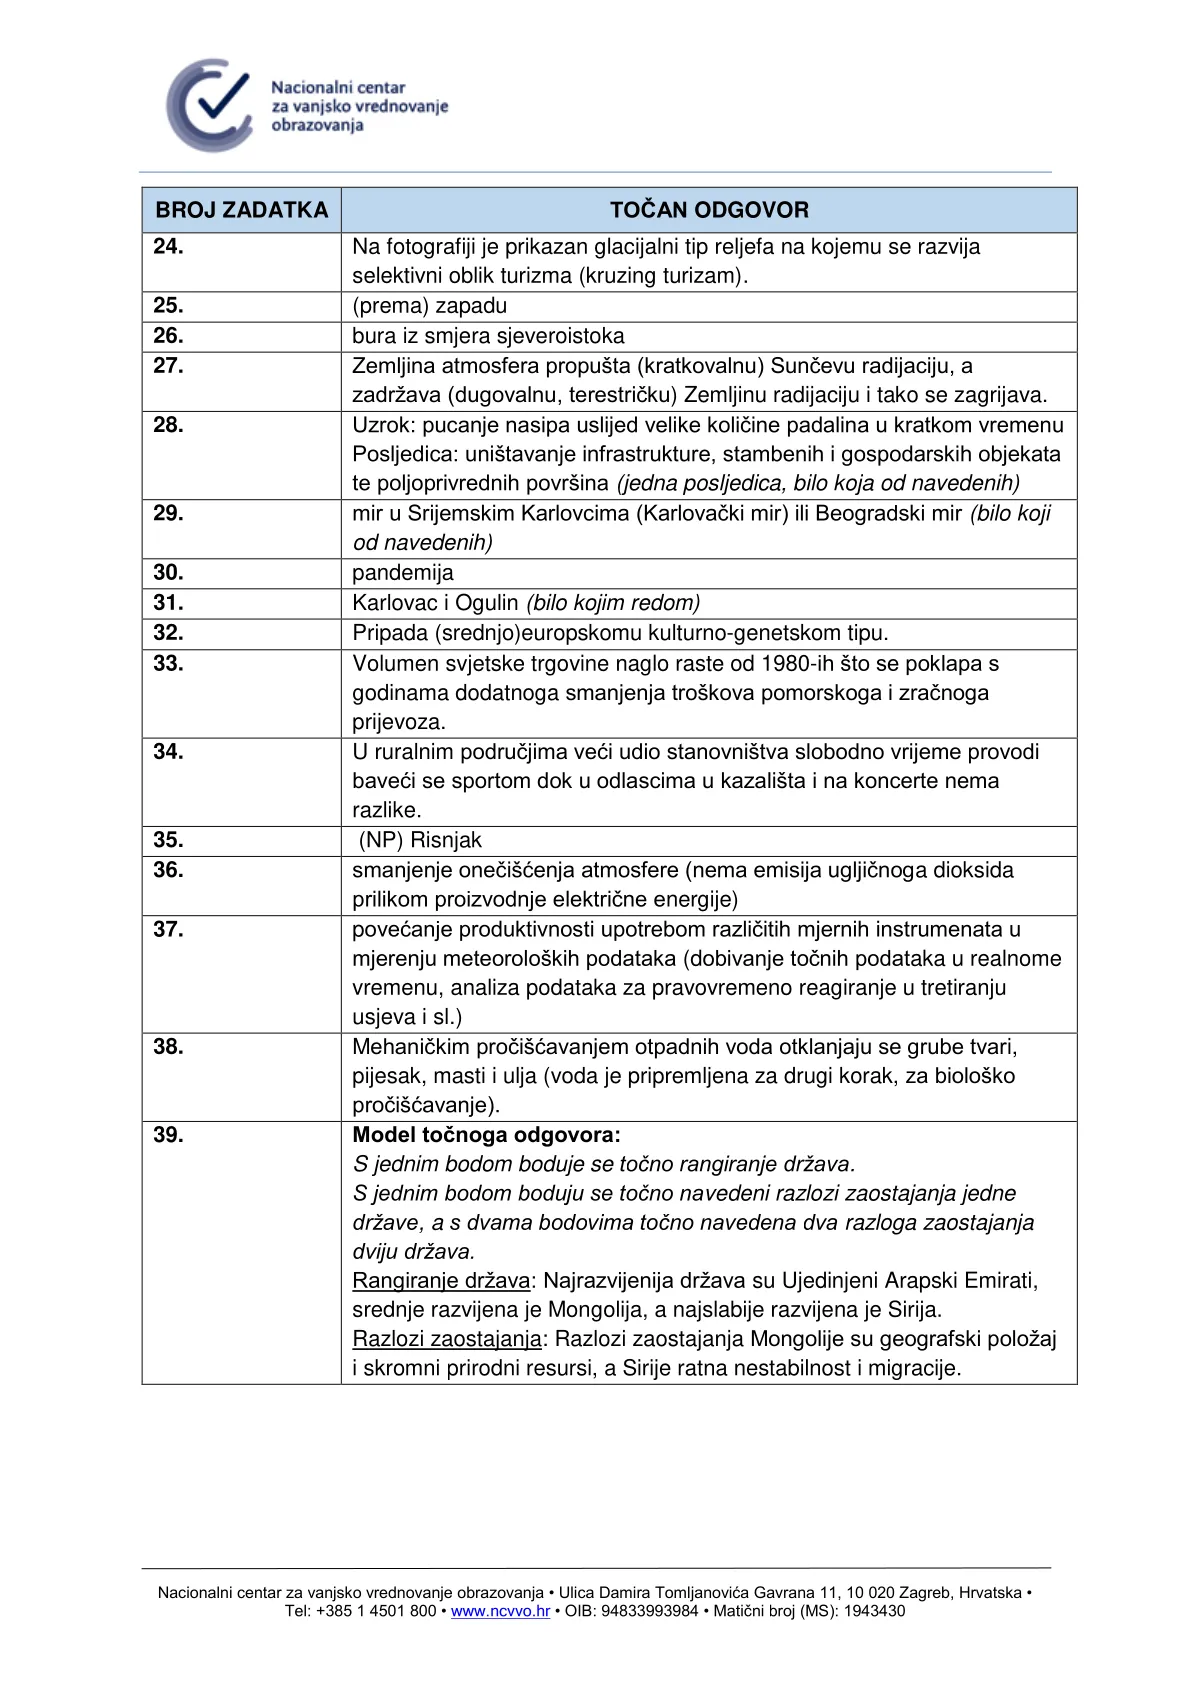 Nacionalni centar
za vanjsko vrednovanje
obrazovanja
BROJ ZADATKA TOČAN ODGOVOR
24. Na fotografiji je prikazan glacijalni tip reljefa na kojemu se razvija
selektivni oblik turizma (kruzing turizam).
25. (prema) zapadu
26. bura iz smjera sjeveroistoka
27. Zemljina atmosfera propušta (kratkovalnu) Sunčevu radijaciju, a
zadržava (dugovalnu, terestričku) Zemljinu radijaciju i tako se zagrijava.
28. Uzrok: pucanje nasipa uslijed velike količine padalina u kratkom vremenu
Posljedica: uništavanje infrastrukture, stambenih i gospodarskih objekata
te poljoprivrednih površina (jedna posljedica, bilo koja od navedenih)
29. mir u Srijemskim Karlovcima (Karlovački mir) ili Beogradski mir (bilo koji
od navedenih)
30. pandemija
31. Karlovac i Ogulin (bilo kojim redom)
32. Pripada (srednjo)europskomu kulturno-genetskom tipu.
33. Volumen svjetske trgovine naglo raste od 1980-ih što se poklapa s
godinama dodatnoga smanjenja troškova pomorskoga i zračnoga
prijevoza.
34. U ruralnim područjima veći udio stanovništva slobodno vrijeme provodi
baveći se sportom dok u odlascima u kazališta i na koncerte nema
razlike.
35. (NP) Risnjak
36. smanjenje onečišćenja atmosfere (nema emisija ugljičnoga dioksida
prilikom proizvodnje električne energije)
37. povećanje produktivnosti upotrebom različitih mjernih instrumenata u
mjerenju meteoroloških podataka (dobivanje točnih podataka u realnome
vremenu, analiza podataka za pravovremeno reagiranje u tretiranju
usjeva i sl.)
38. Mehaničkim pročišćavanjem otpadnih voda otklanjaju se grube tvari,
pijesak, masti i ulja (voda je pripremljena za drugi korak, za biološko
pročišćavanje).
39. Model točnoga odgovora:
S jednim bodom boduje se točno rangiranje država.
S jednim bodom boduju se točno navedeni razlozi zaostajanja jedne
države, a s dvama bodovima točno navedena dva razloga zaostajanja
dviju država.
Rangiranje država: Najrazvijenija država su Ujedinjeni Arapski Emirati,
srednje razvijena je Mongolija, a najslabije razvijena je Sirija.
Razlozi zaostajanja: Razlozi zaostajanja Mongolije su geografski položaj
i skromni prirodni resursi, a Sirije ratna nestabilnost i migracije.
Nacionalni centar za vanjsko vrednovanje obrazovanja • Ulica Damira Tomljanovića Gavrana 11, 10 020 Zagreb, Hrvatska •
Tel: +385 1 4501 800 • www.ncvvo.hr • OIB: 94833993984 • Matični broj (MS): 1943430